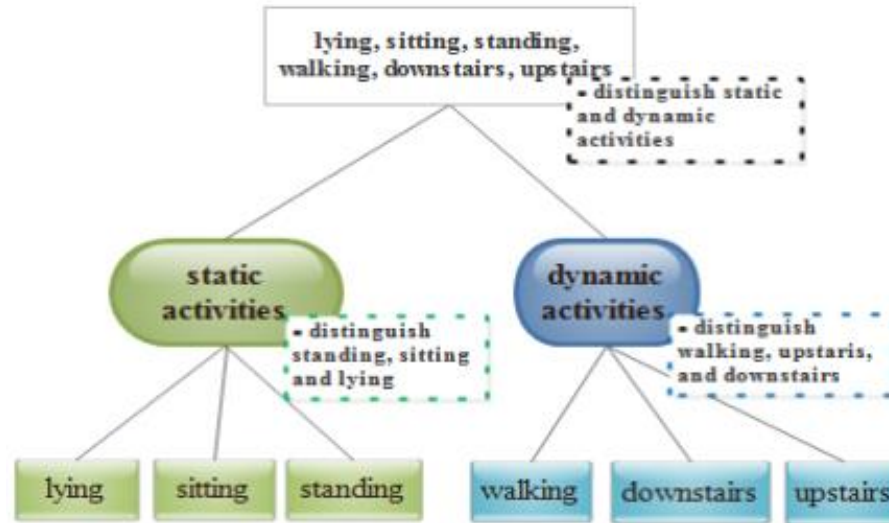 lying, sitting, standing,
walking, downstairs, upstairs
- distinguish static
and dynamic
activities
static
activities
dynamic
activities
- distinguish
standing, sitting
and lying
- distinguish
walking, upstaris,
and downstairs
lying
sitting
standing
walking
downstairs
upstairs